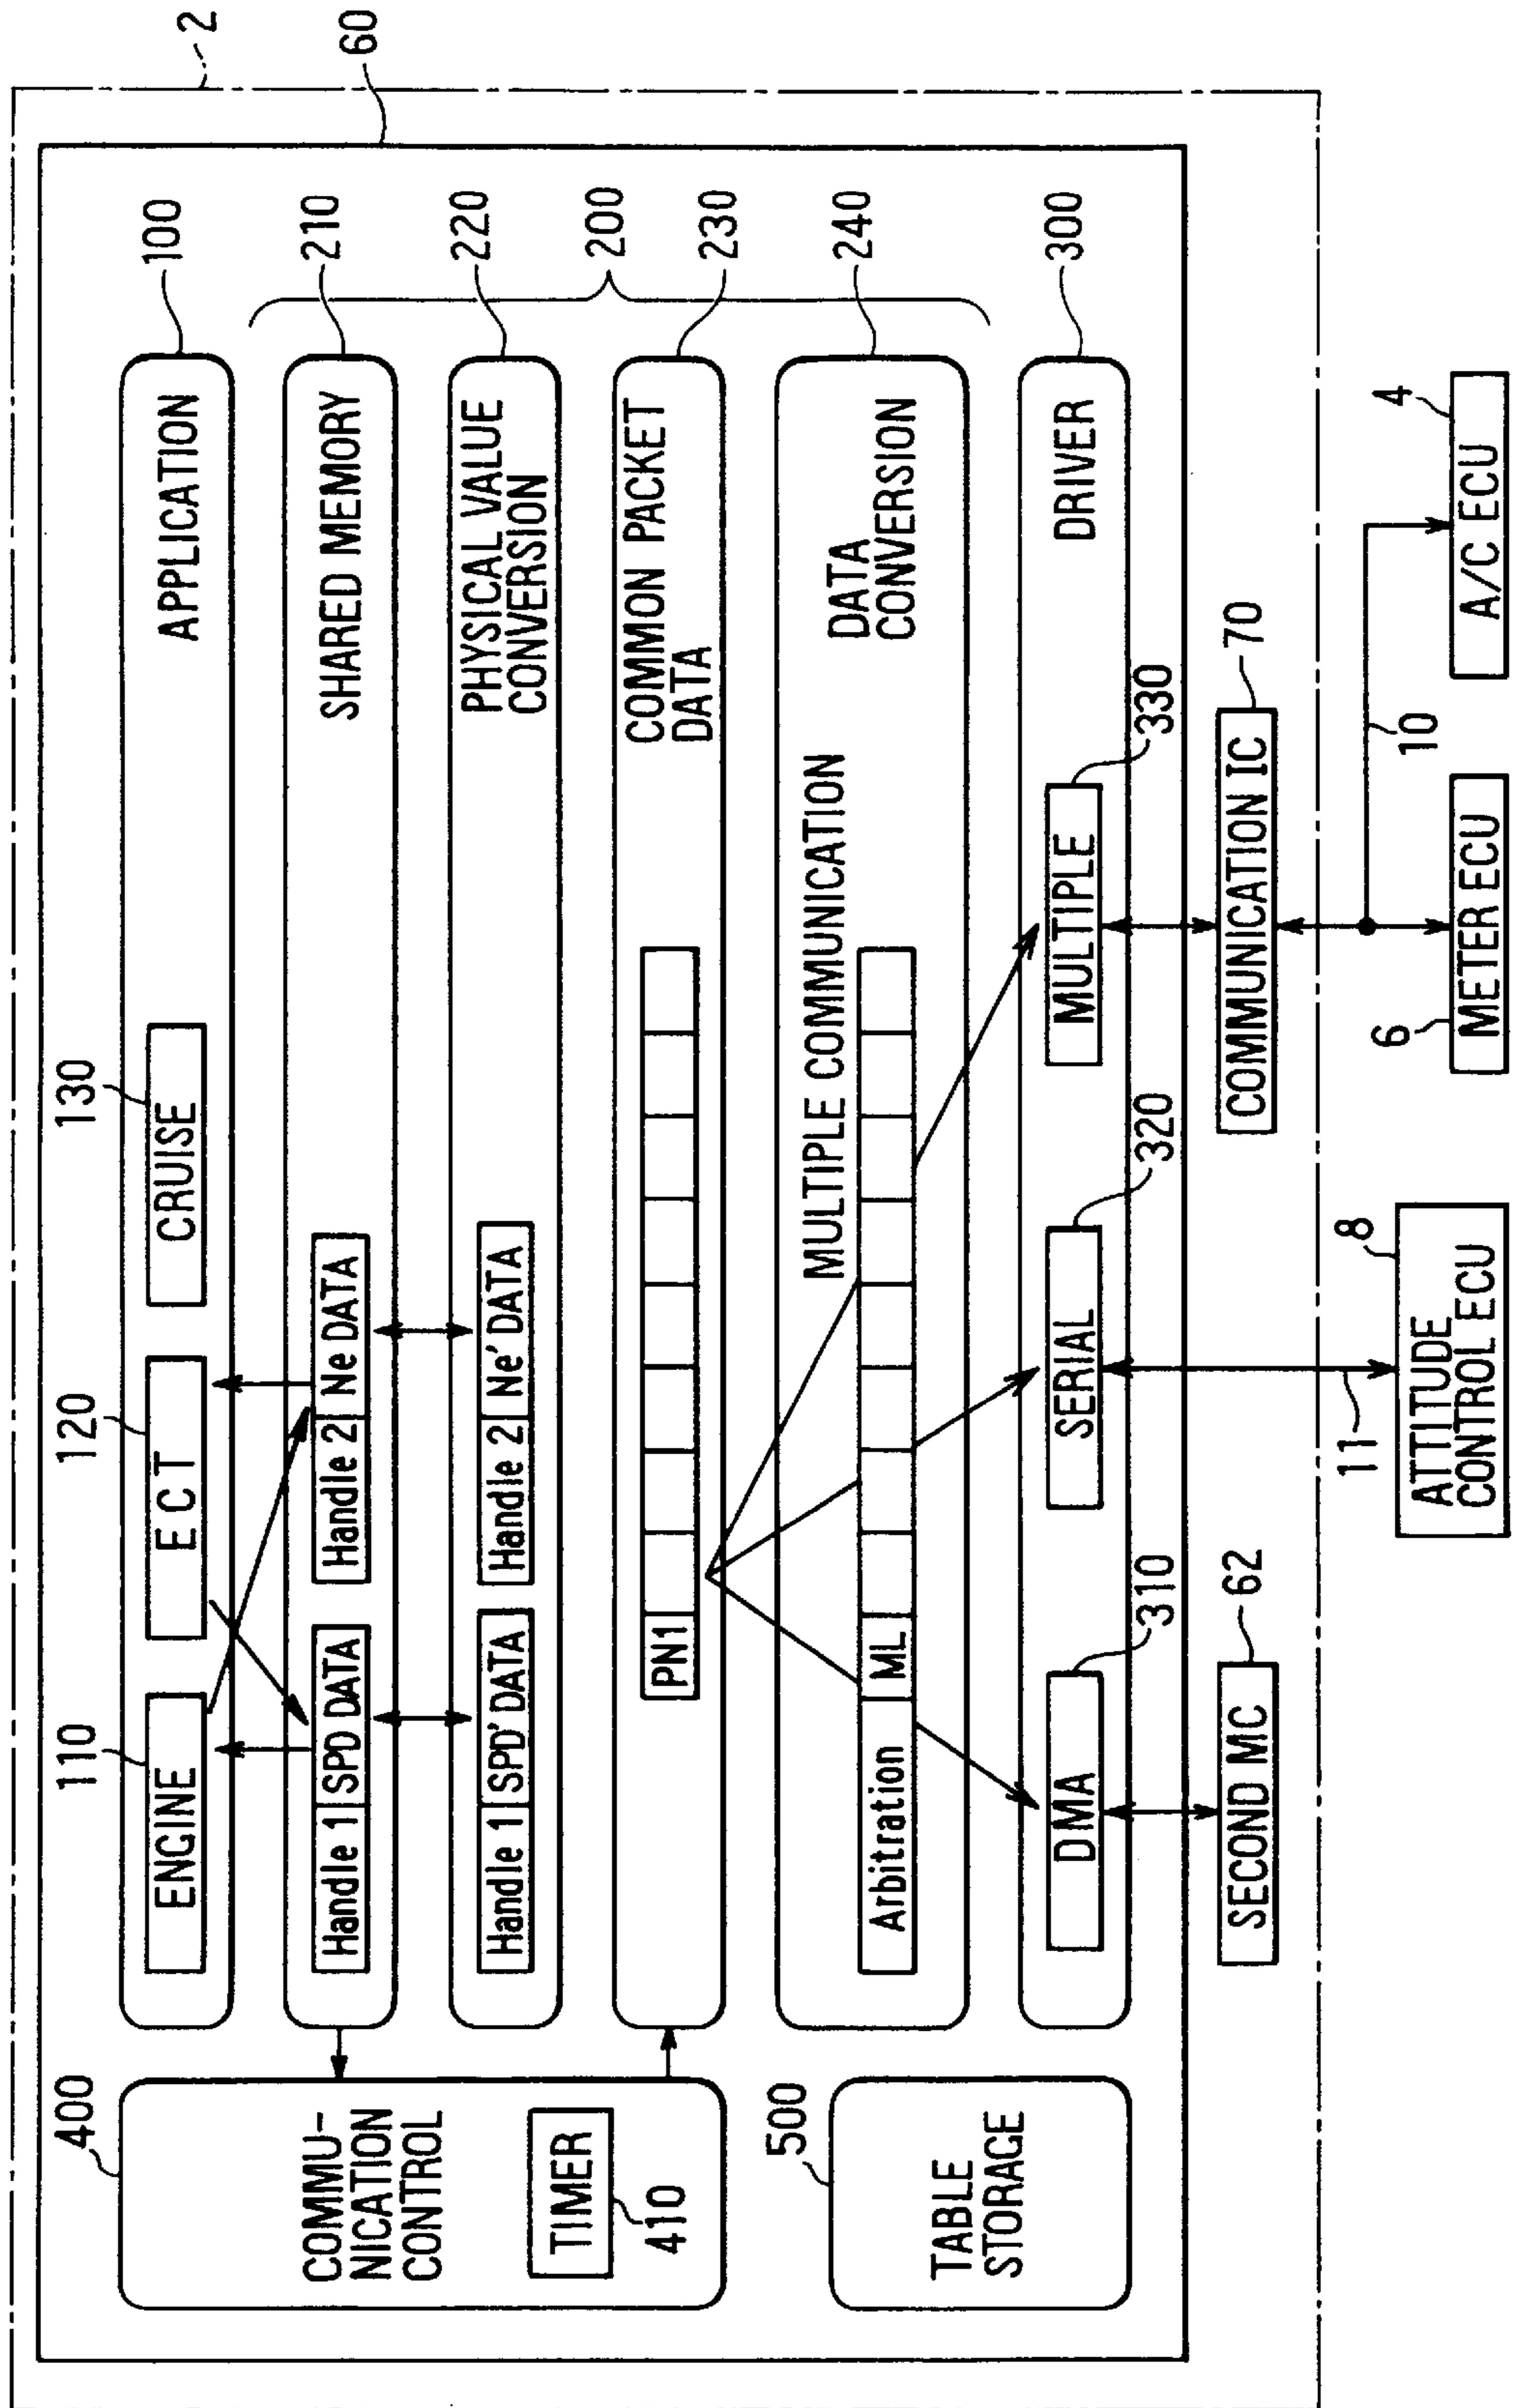 2
60
100
210
220
200
230
240
300
400
COMMU-
NICATION
CONTROL
TIMER
410
500
TABLE
STORAGE
110
120
130
ENGINE
E C T
CRUISE
APPLICATION
Handle 1
SPD DATA
Handle 2
Ne DATA
SHARED MEMORY
Handle 1
SPD' DATA
Handle 2
Ne' DATA
PHYSICAL VALUE
CONVERSION
PN1
COMMON PACKET
DATA
MULTIPLE COMMUNICATION
Arbitration
ML
DATA
CONVERSION
DMA
310
SERIAL
320
MULTIPLE
330
DRIVER
SECOND MC
62
COMMUNICATION IC
70
11
10
8
ATTITUDE
CONTROL ECU
6
METER ECU
4
A/C ECU